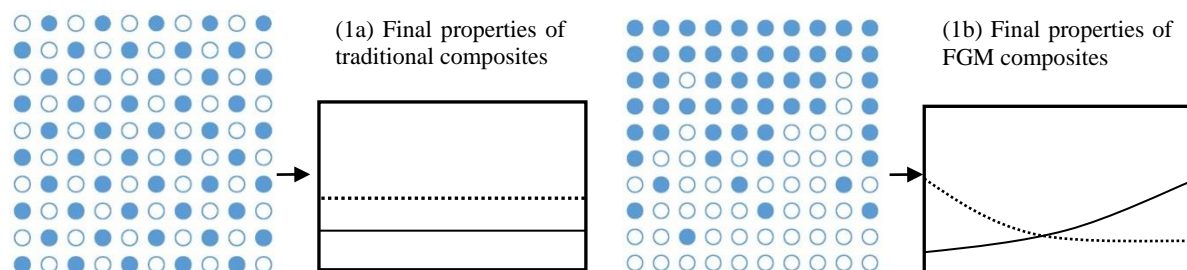 (1a) Final properties of
traditional composites
(1b) Final properties of
FGM composites